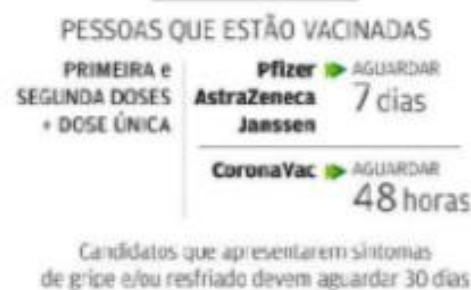 PESSOAS QUE ESTÃO VACINADAS
PRIMEIRA e
SEGUNDA DOSES
+ DOSE ÚNICA
Pfizer
AstraZeneca
Janssen
AGUARDAR
7 dias
CoronaVac
AGUARDAR
48 horas
Candidatos que apresentarem sintomas
de gripe e/ou resfriado devem aguardar 30 dias